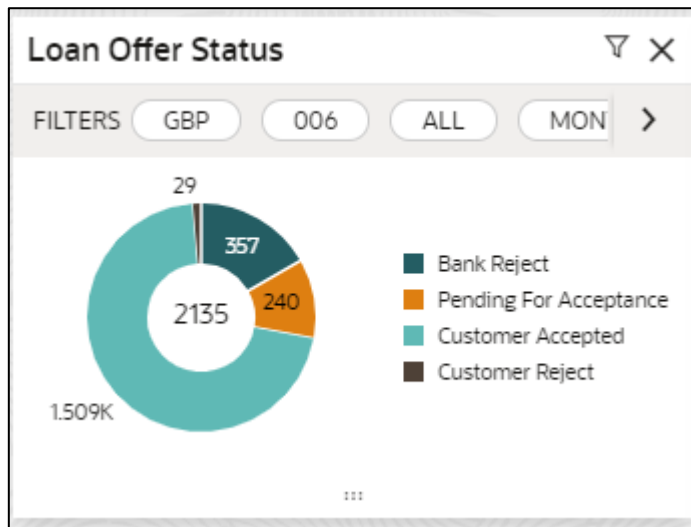 Loan Offer Status
FILTERS GBP 006 ALL MON
29
357
240
2135
1.509K
Bank Reject
Pending For Acceptance
Customer Accepted
Customer Reject